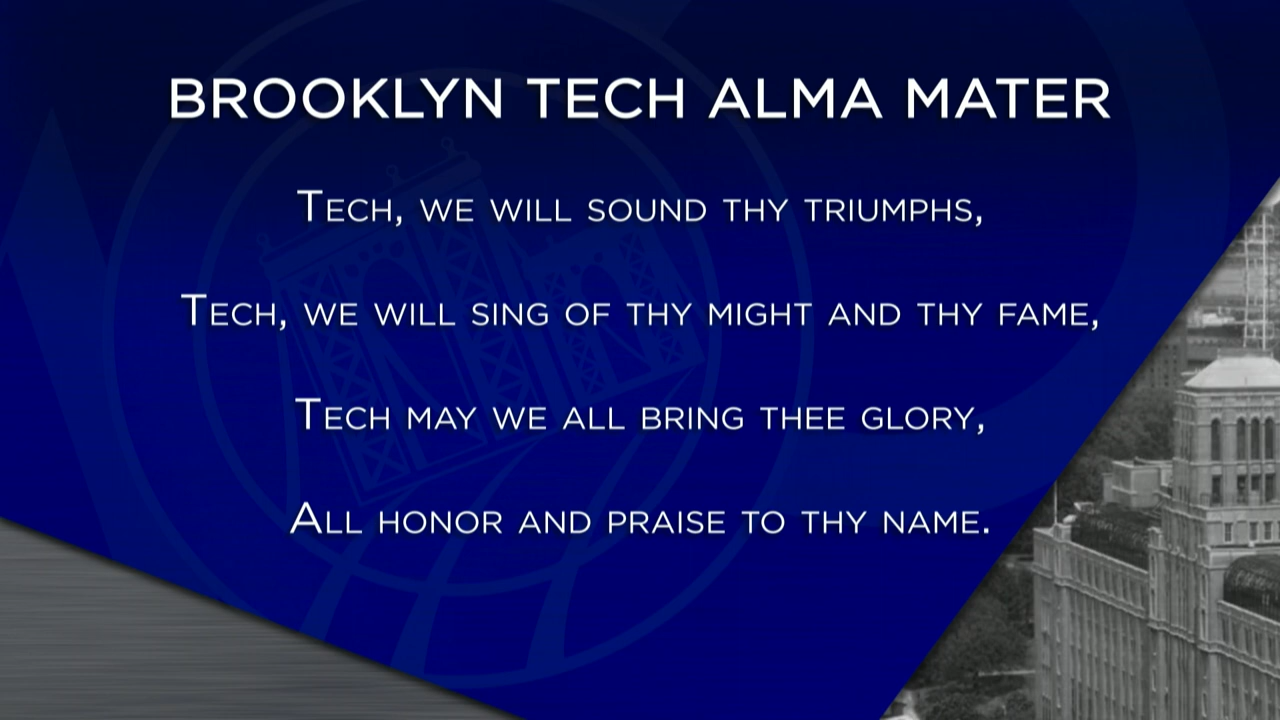 BROOKLYN TECH ALMA MATER
Tech, we will sound thy triumphs,
Tech, we will sing of thy might and thy fame,
Tech may we all bring thee glory,
All honor and praise to thy name.